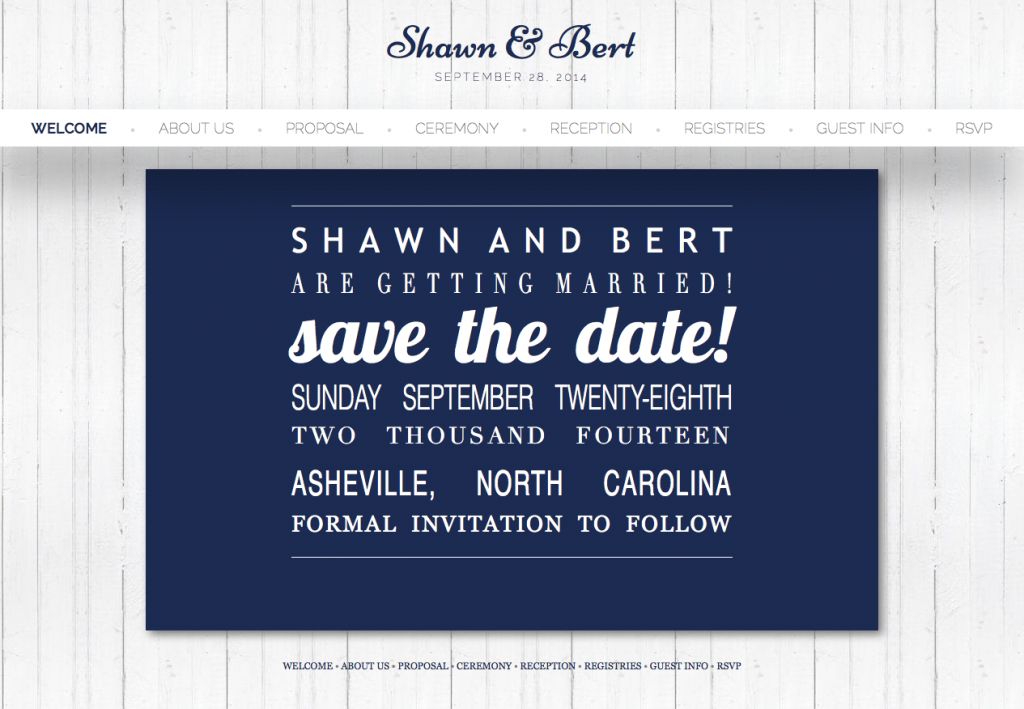 Shawn & Bert
SEPTEMBER 28, 2014
WELCOME • ABOUT US • PROPOSAL • CEREMONY • RECEPTION • REGISTRIES • GUEST INFO • RSVP
SHAWN AND BERT
ARE GETTING MARRIED!
save the date!
SUNDAY SEPTEMBER TWENTY-EIGHTH
TWO THOUSAND FOURTEEN
ASHEVILLE, NORTH CAROLINA
FORMAL INVITATION TO FOLLOW
WELCOME • ABOUT US • PROPOSAL • CEREMONY • RECEPTION • REGISTRIES • GUEST INFO • RSVP